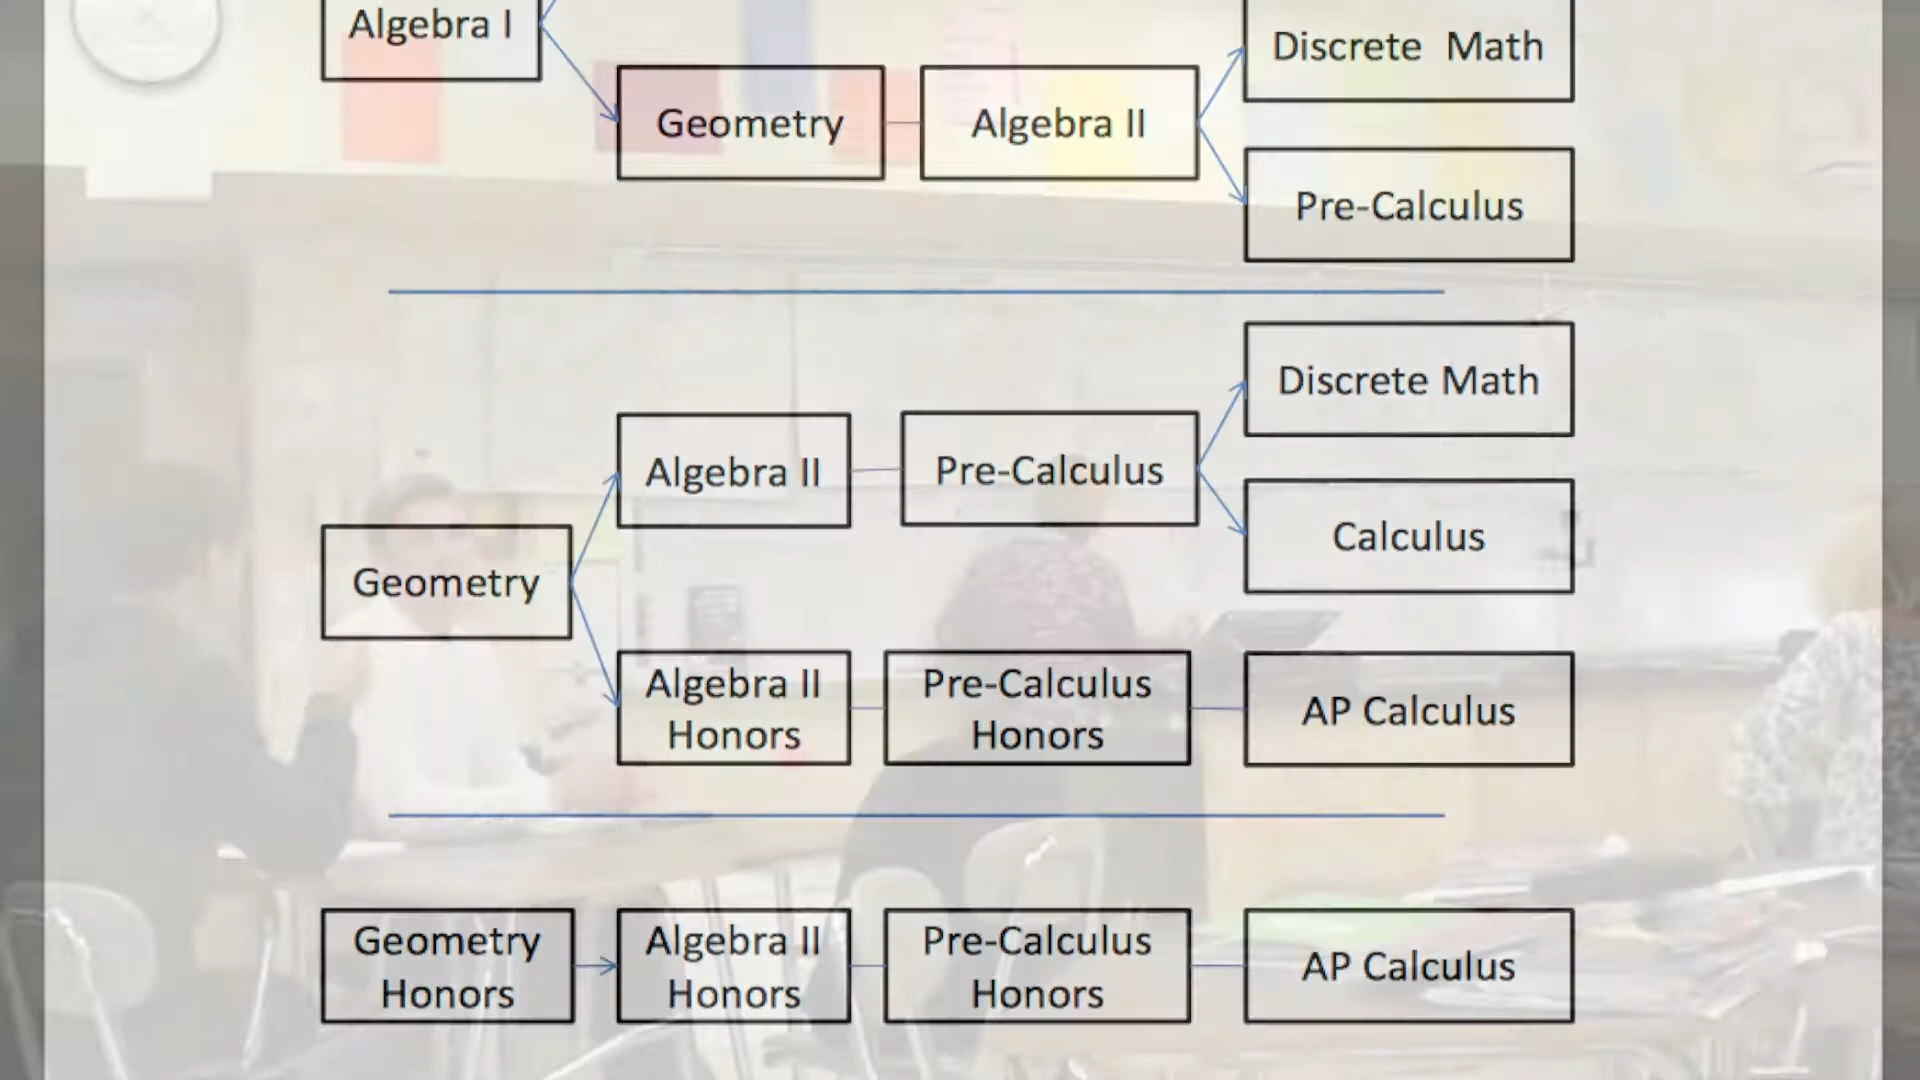 Algebra I
Discrete Math
Geometry
Algebra II
Pre-Calculus
Discrete Math
Algebra II
Pre-Calculus
Calculus
Geometry
Algebra II
Honors
Pre-Calculus
Honors
AP Calculus
Geometry
Honors
Algebra II
Honors
Pre-Calculus
Honors
AP Calculus